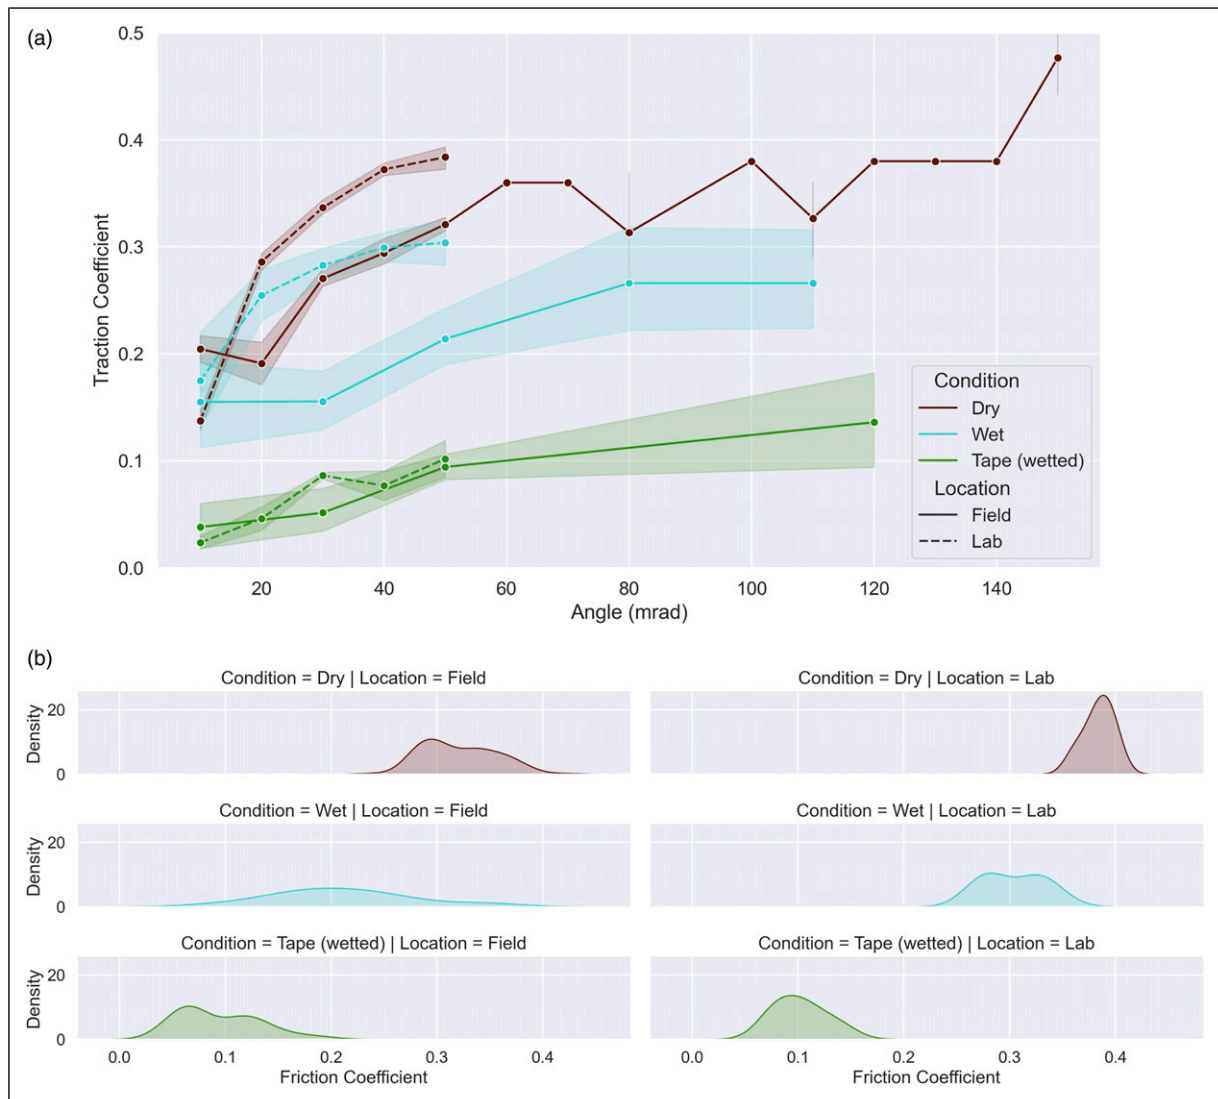 (a)
0.5
0.4
0.3
0.2
0.1
0.0
Traction Coefficient
20 40 60 80 100 120 140
Angle (mrad)
Condition
Dry
Wet
Tape (wetted)
Location
Field
Lab
(b)
Condition = Dry | Location = Field
Condition = Dry | Location = Lab
Density
20
0
Density
Condition = Wet | Location = Field
Condition = Wet | Location = Lab
Density
20
0
Density
Condition = Tape (wetted) | Location = Field
Condition = Tape (wetted) | Location = Lab
Density
20
0
Density
0.0 0.1 0.2 0.3 0.4
0.0 0.1 0.2 0.3 0.4
Friction Coefficient
Friction Coefficient